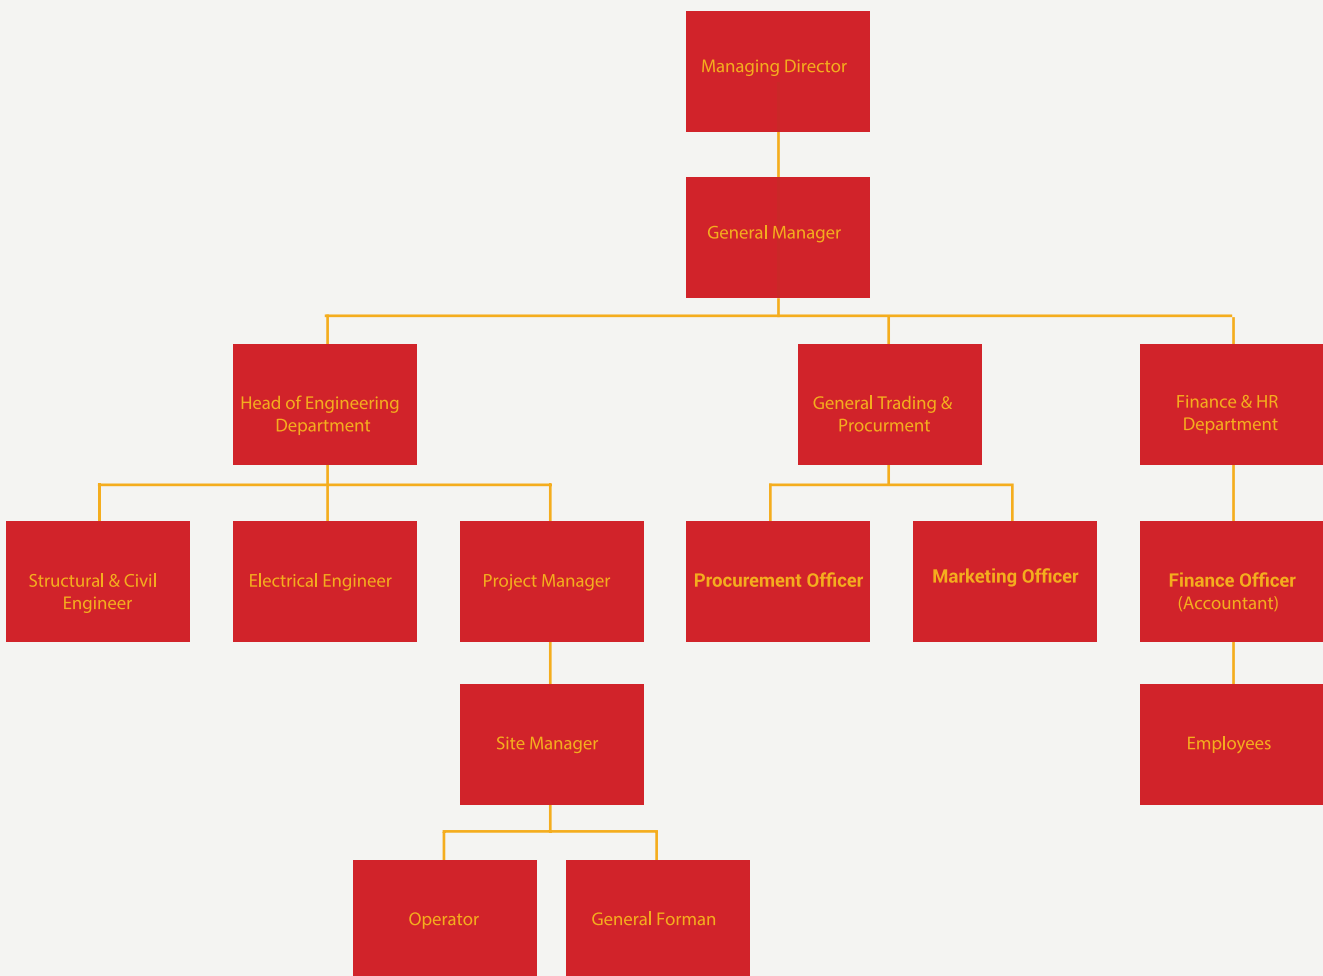 Managing Director
General Manager
Head of Engineering
Department
General Trading &
Procurment
Finance & HR
Department
Structural & Civil
Engineer
Electrical Engineer
Project Manager
Procurement Officer
Marketing Officer
Finance Officer
(Accountant)
Site Manager
Employees
Operator
General Forman